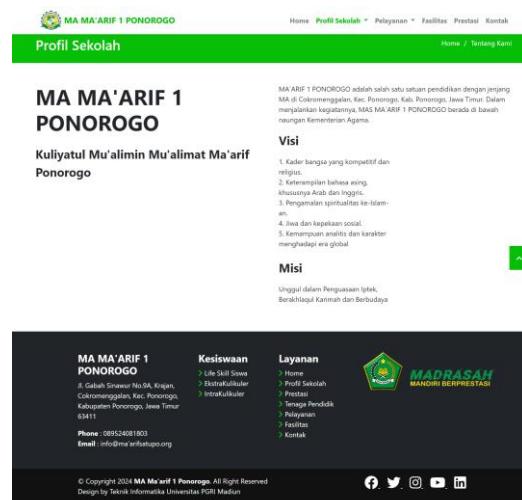 MA MA'ARIF 1 PONOROGO
Home Profil Sekolah Pelayanan Fasilitas Prestasi Kontak
Profil Sekolah
Home / Tentang Kami
MA MA'ARIF 1
PONOROGO
Kuliyatul Mu'alimin Mu'alimat Ma'arif
Ponorogo
MA'ARIF 1 PONOROGO adalah salah satu satuan pendidikan dengan jenjang
MA di Cokromenggalan, Kec. Ponorogo, Kab. Ponorogo, Jawa Timur. Dalam
menjalankan kegiatannya, MAS MA'ARIF 1 PONOROGO berada di bawah
naungan Kementerian Agama.
Visi
1. Kader bangsa yang kompetitif dan
religius.
2. Keterampilan bahasa asing,
khususnya Arab dan Inggris.
3. Pengamalan spiritualitas ke-Islam-
an.
4. Jiwa dan kepekaan sosial.
5. Kemampuan analitis dan karakter
menghadapi era global
Misi
Unggul dalam Penguasaan Iptek,
Berakhlaqul Karimah dan Berbudaya
MA MA'ARIF 1
PONOROGO
Jl. Gabah Sinawur No.9A, Krajan,
Cokromenggalan, Kec. Ponorogo,
Kabupaten Ponorogo, Jawa Timur
63411
Phone : 089524081803
Email : info@ma'arifsatupo.org
Kesiswaan
> Life Skill Siswa
> EkstraKulikuler
> IntraKulikuler
Layanan
> Home
> Profil Sekolah
> Prestasi
> Tenaga Pendidik
> Pelayanan
> Fasilitas
> Kontak
MADRASAH
MANDIRI BERPRESTASI
© Copyright 2024 MA Ma'arif 1 Ponorogo. All Right Reserved
Design by Teknik Informatika Universitas PGRI Madiun